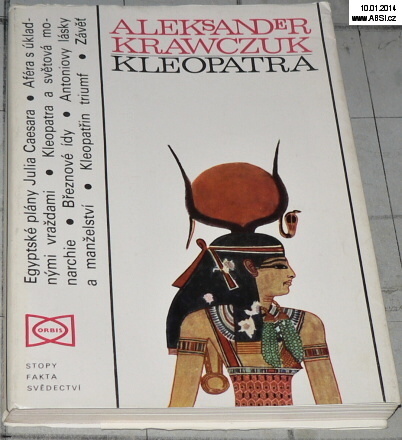 10.01.2014
www.ABSI.cz
ALEKSANDER
KRAWCZUK
KLEOPATRA
Egyptské plány Julia Caesara • Aféra s úklad-
nými vraždami • Kleopatra a světová mo-
narchie • Březnové idy • Antoniovy lásky
a manželství • Kleopatřin triumf • Závěť
ORBIS
STOPY
FAKTA
SVĚDECTVÍ